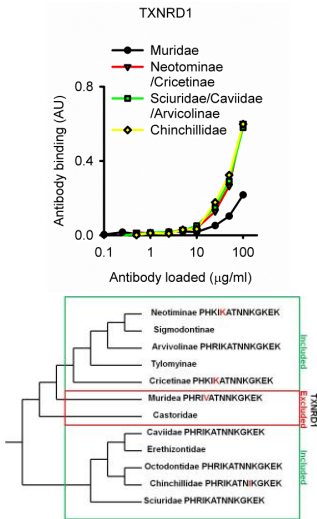 TXNRD1
Muridae
Neotominae
/Cricetinae
Sciuridae/Caviidae
/Arvicolinae
Chinchillidae
Antibody binding (AU)
0.8
0.4
0.0
0.1 1 10 100
Antibody loaded (μg/ml)
Neotiminae PHKIKATNNKGKEK
Sigmodontinae
Arvivolinae PHRIKATNNKGKEK
Tylomyinae
Cricetinae PHKIKATNNKGKEK
Included
Muridea PHRIVATNNKGKEK
Castoridae
Excluded
TXNRD1
Caviidae PHRIKATNNKGKEK
Erethizontidae
Octodontidae PHRIKATNNKGKEK
Chinchillidae PHRIKATNIKGKEK
Sciuridae PHRIKATNNKGKEK
Included